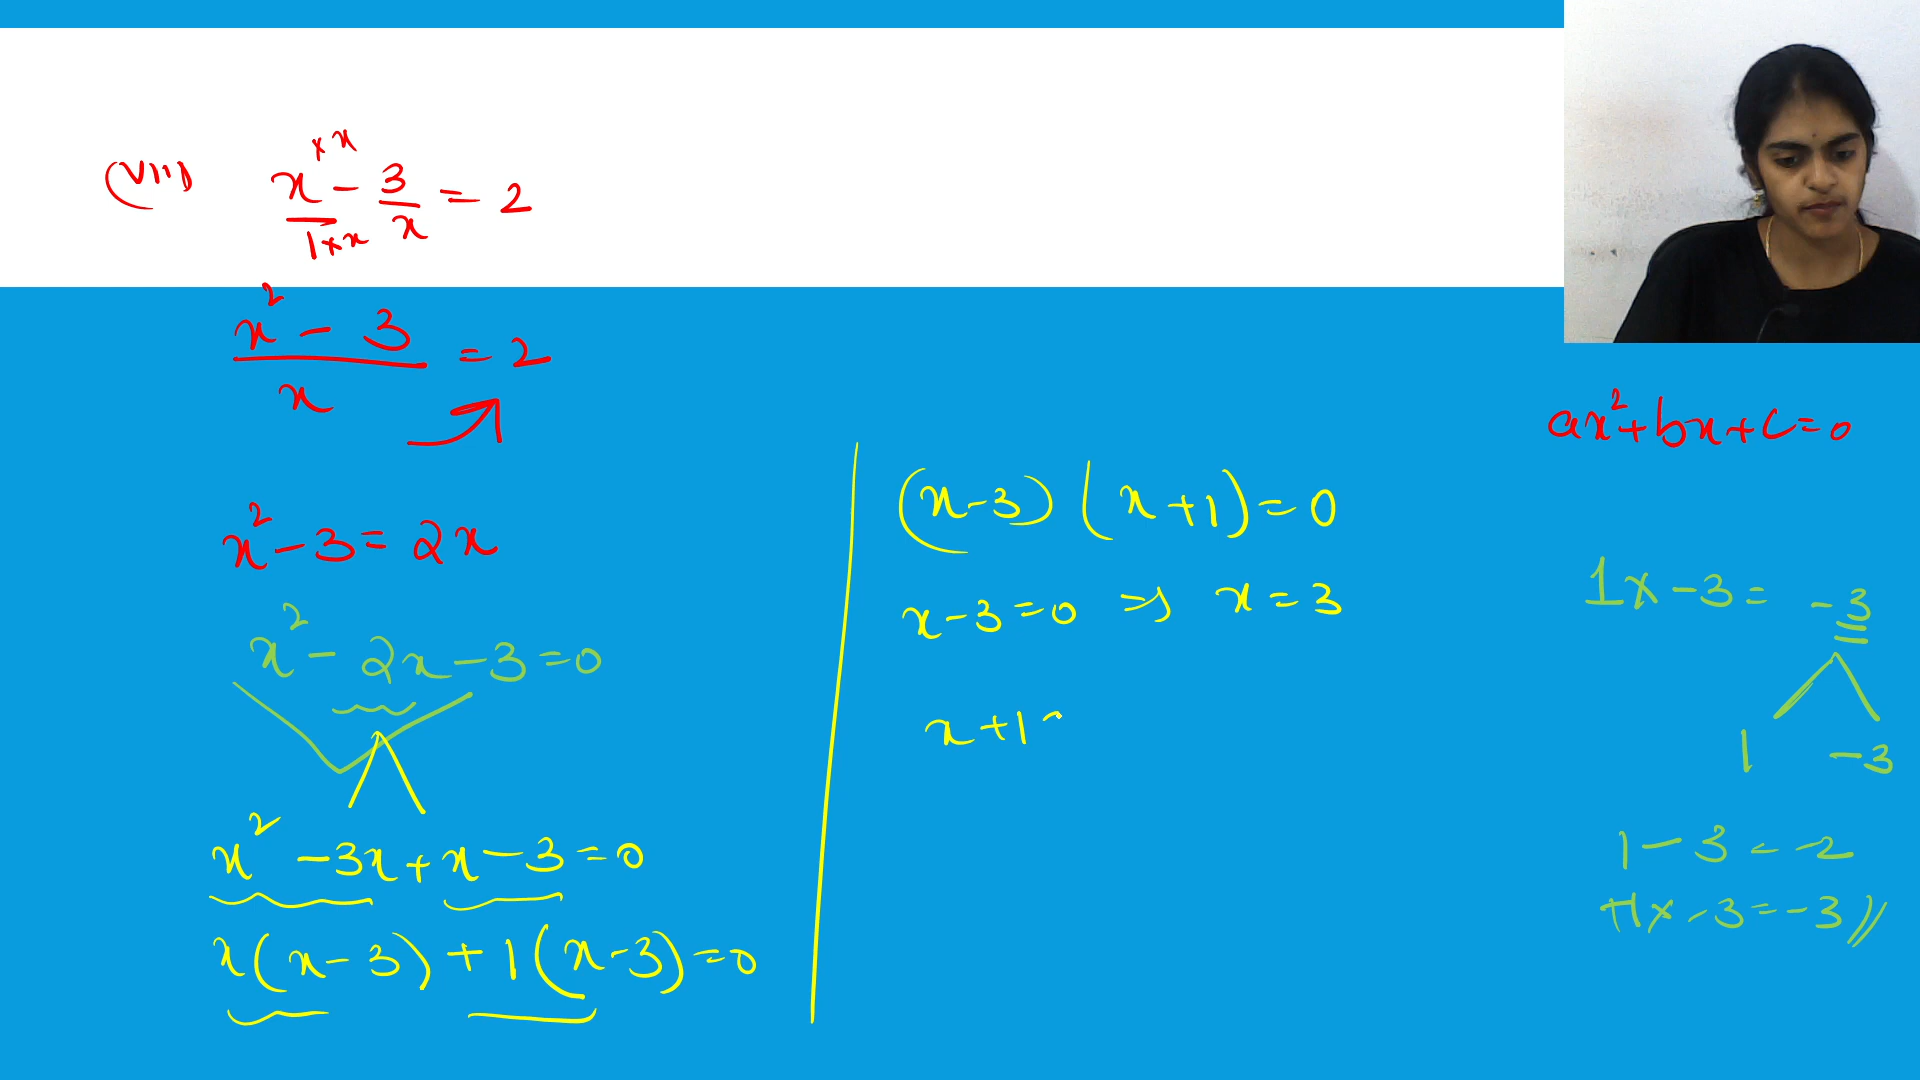 (viii) x × x / 1 × x - 3/x = 2
x² - 3 / x = 2
x² - 3 = 2x
x² - 2x - 3 = 0
x² - 3x + x - 3 = 0
x(x-3) + 1(x-3) = 0
(x-3)(x+1) = 0
x-3=0 ⇒ x = 3
x+1
ax²+bx+c=0
1x-3= -3
1 -3
1-3=-2
+1x-3=-3//